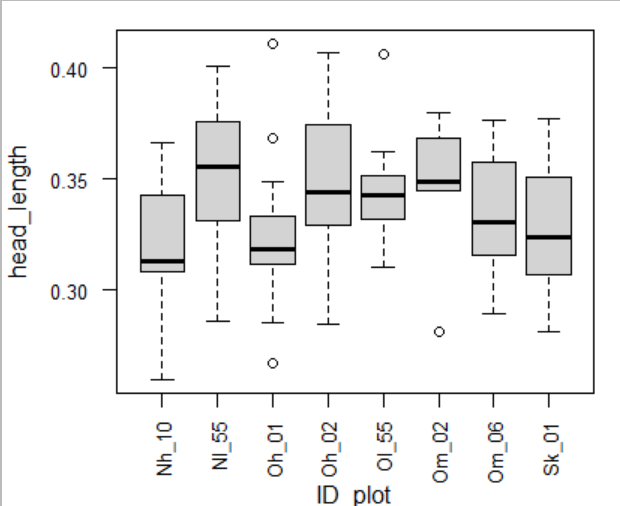 head_length
0.40
0.35
0.30
Nh_10
Nl_55
Oh_01
Oh_02
Ol_55
Om_02
Om_06
Sk_01
ID_plot